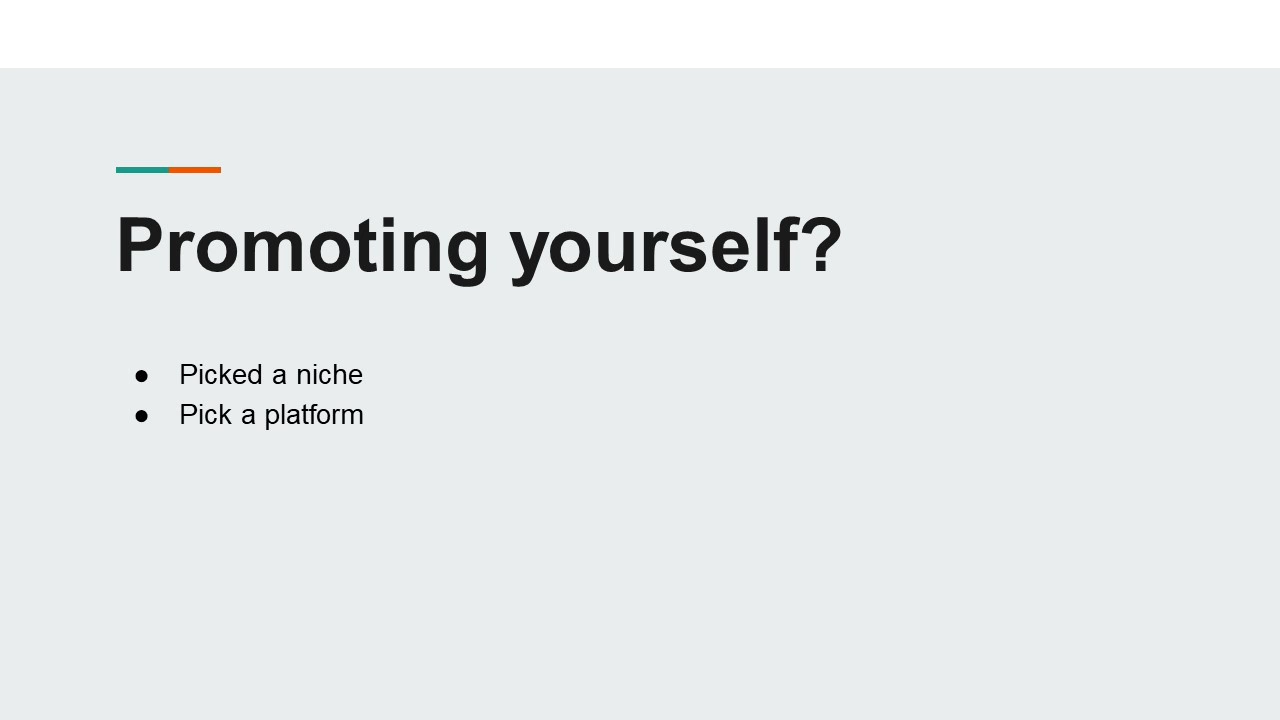 Promoting yourself?
● Picked a niche
● Pick a platform